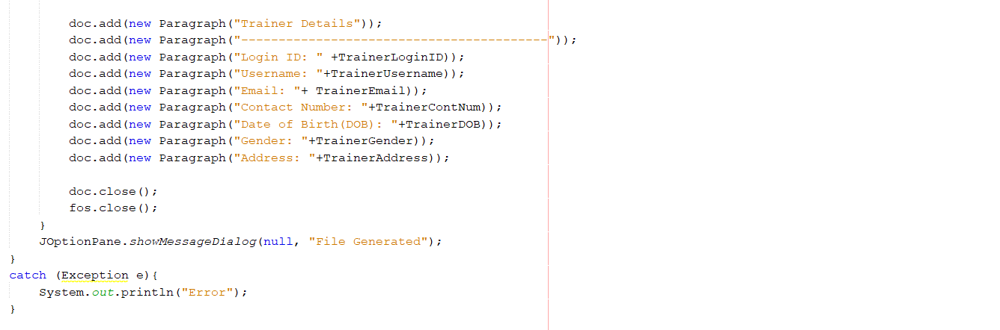 doc.add(new Paragraph("Trainer Details"));
doc.add(new Paragraph("-----------------------------------------"));
doc.add(new Paragraph("Login ID: " +TrainerLoginID));
doc.add(new Paragraph("Username: "+TrainerUsername));
doc.add(new Paragraph("Email: "+ TrainerEmail));
doc.add(new Paragraph("Contact Number: "+TrainerContNum));
doc.add(new Paragraph("Date of Birth(DOB): "+TrainerDOB));
doc.add(new Paragraph("Gender: "+TrainerGender));
doc.add(new Paragraph("Address: "+TrainerAddress));
doc.close();
fos.close();
}
JOptionPane.showMessageDialog(null, "File Generated");
}
catch (Exception e){
System.out.println("Error");
}